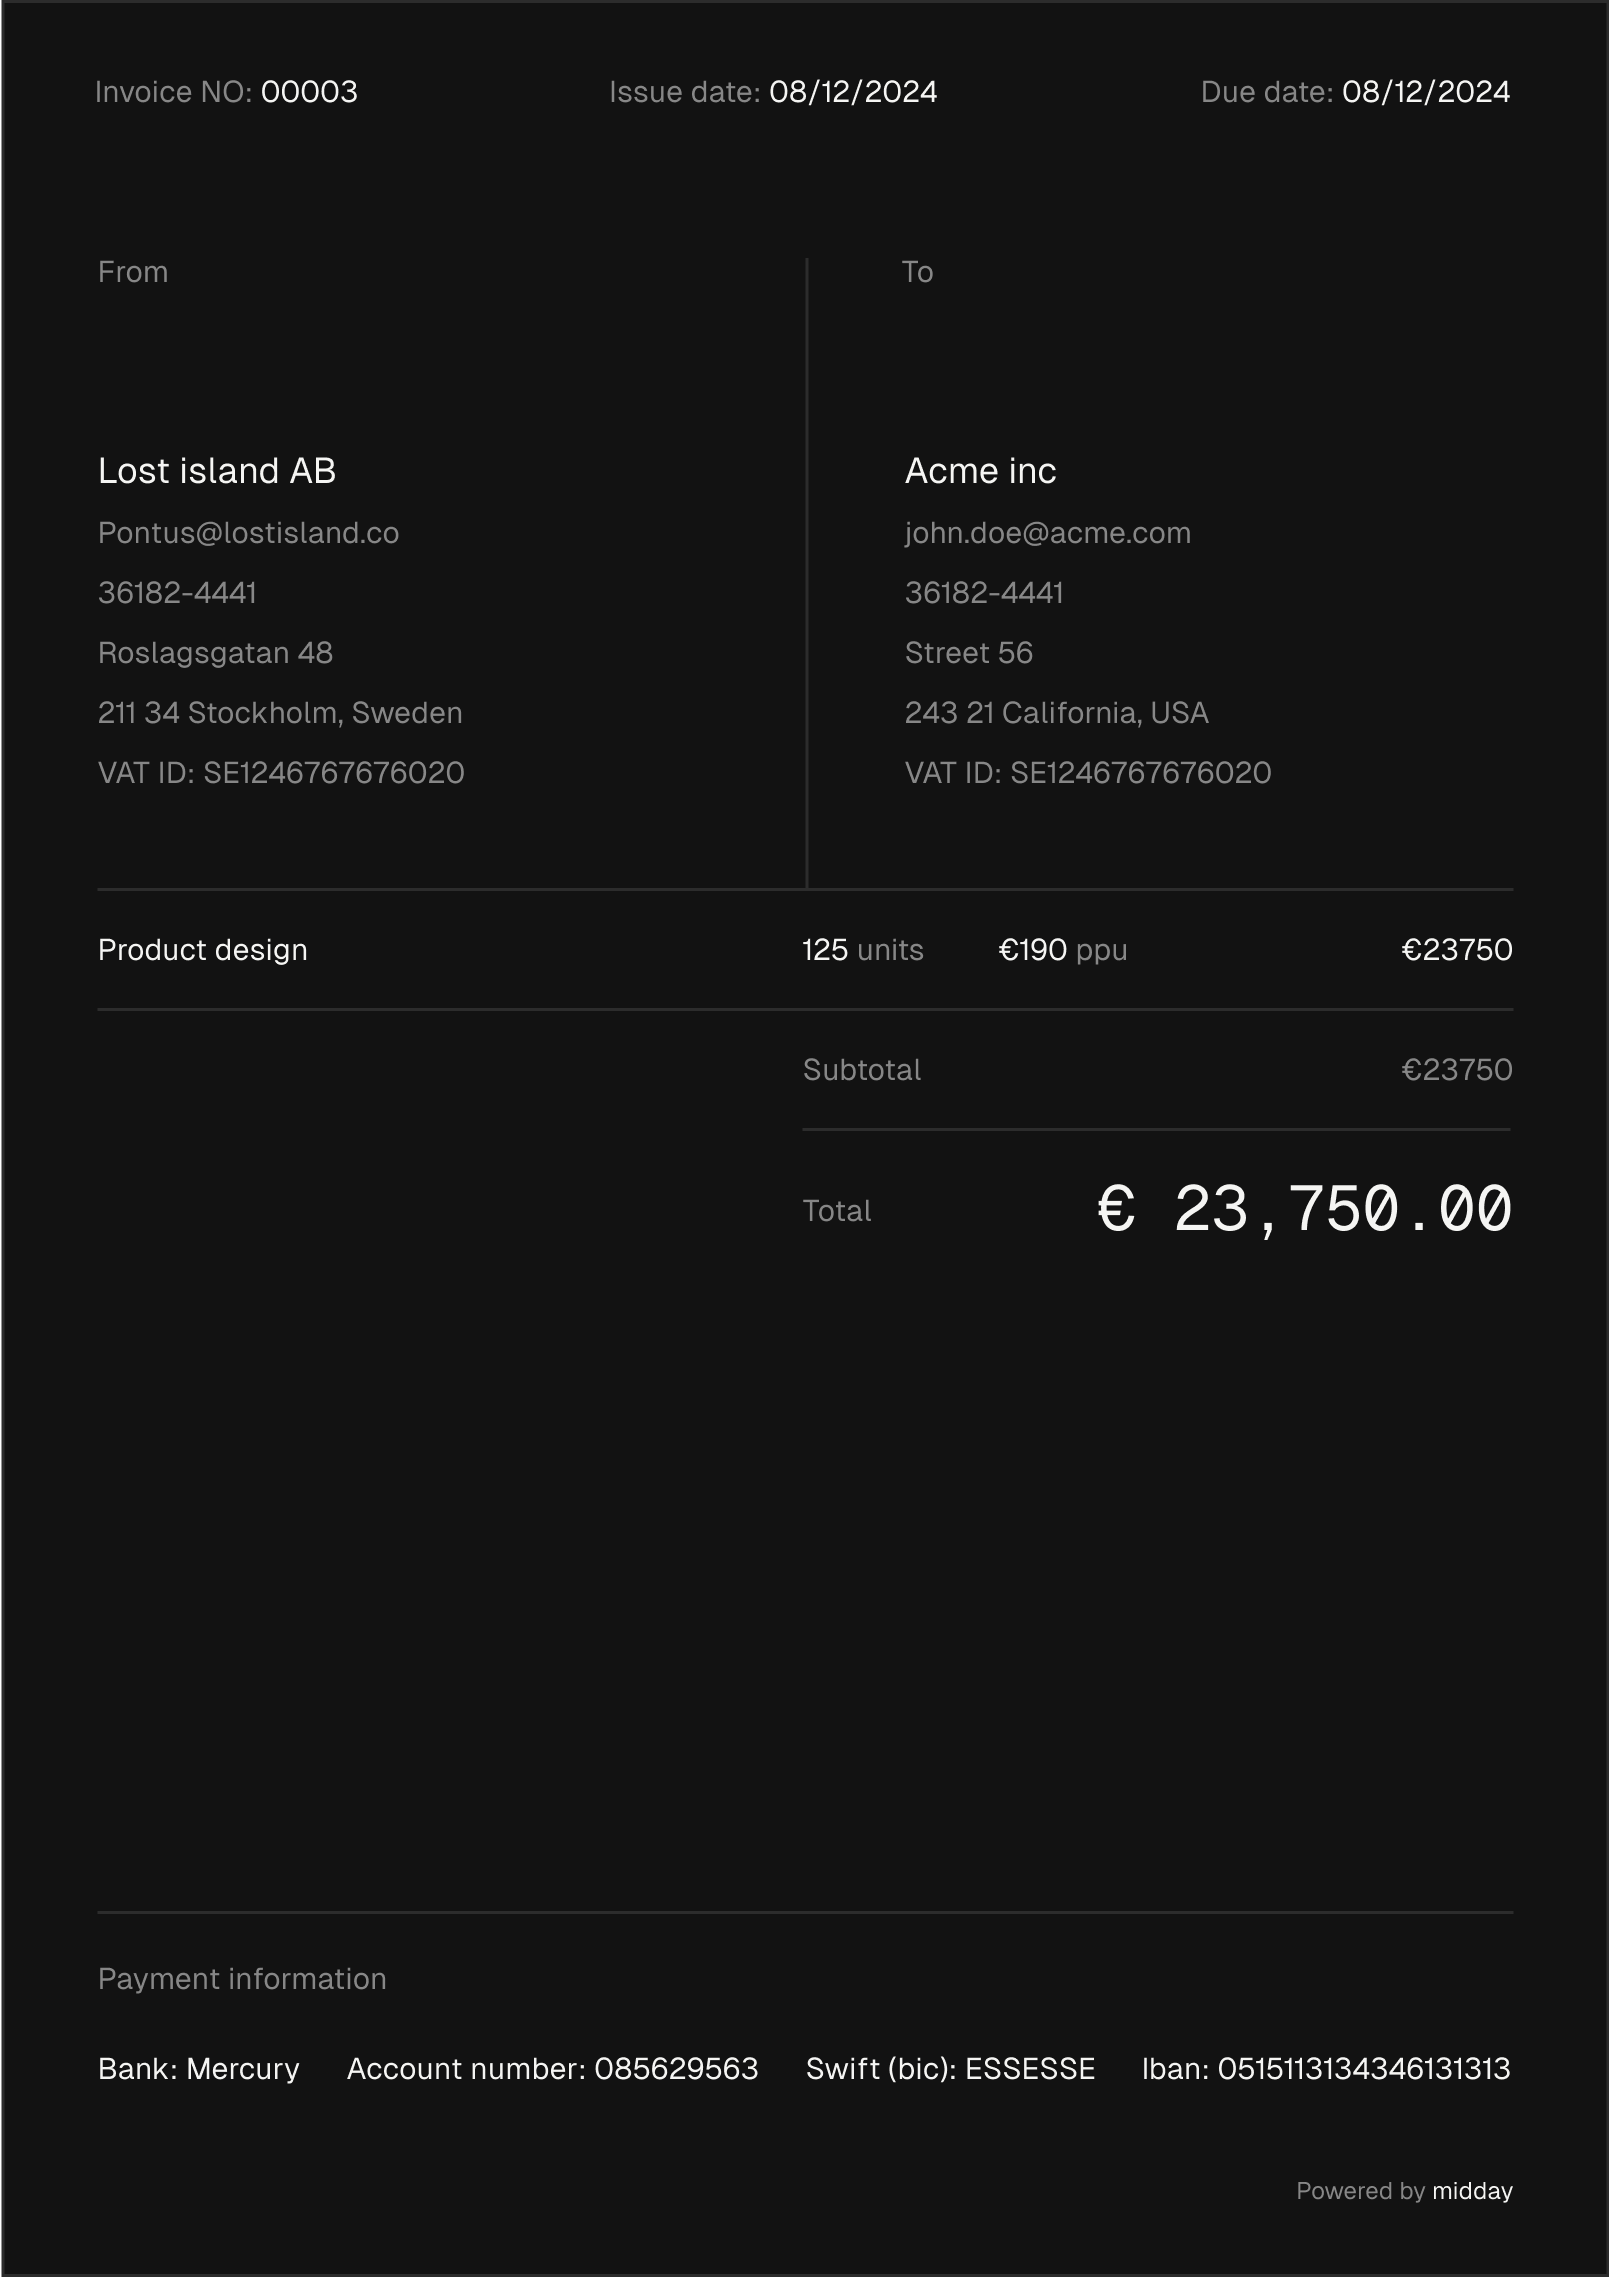 Invoice NO: 00003 Issue date: 08/12/2024 Due date: 08/12/2024
From
Lost island AB
Pontus@lostisland.co
36182-4441
Roslagsgatan 48
211 34 Stockholm, Sweden
VAT ID: SE1246767676020
To
Acme inc
john.doe@acme.com
36182-4441
Street 56
243 21 California, USA
VAT ID: SE1246767676020
Product design 125 units €190 ppu €23750
Subtotal €23750
Total € 23,750.00
Payment information
Bank: Mercury Account number: 085629563 Swift (bic): ESSESSE Iban: 0515113134346131313
Powered by midday